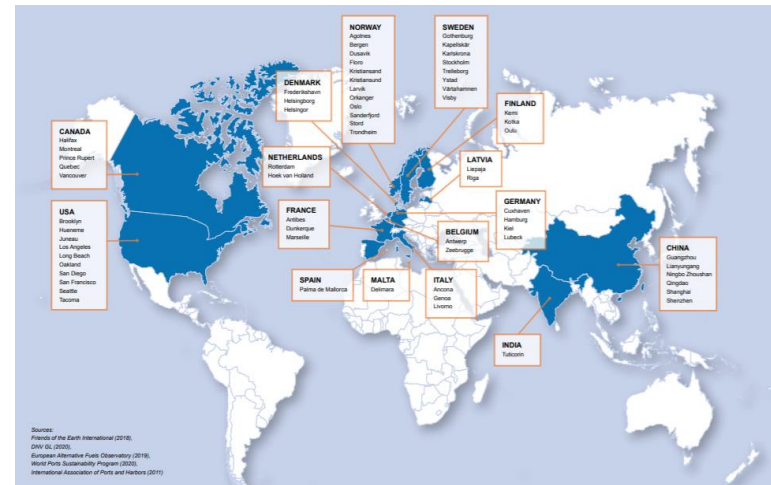 NORWAY
Agotnes
Bergen
Dusavik
Floro
Kristiansand
Kristiansund
Larvik
Orkanger
Oslo
Sanderfjord
Stord
Trondheim
SWEDEN
Gothenburg
Kapellskär
Karlskrona
Stockholm
Trelleborg
Ystad
Värtahamnen
Visby
DENMARK
Frederikshavn
Helsingborg
Helsingor
FINLAND
Kemi
Kotka
Oulu
CANADA
Halifax
Montreal
Prince Rupert
Quebec
Vancouver
NETHERLANDS
Rotterdam
Hoek van Holland
LATVIA
Liepaja
Riga
USA
Brooklyn
Hueneme
Juneau
Los Angeles
Long Beach
Oakland
San Diego
San Francisco
Seattle
Tacoma
FRANCE
Antibes
Dunkerque
Marseille
GERMANY
Cuxhaven
Hamburg
Kiel
Lubeck
BELGIUM
Antwerp
Zeebrugge
CHINA
Guangzhou
Lianyungang
Ningbo Zhoushan
Qingdao
Shanghai
Shenzhen
SPAIN
Palma de Mallorca
MALTA
Delimara
ITALY
Ancona
Genoa
Livorno
INDIA
Tuticorin
Sources:
Friends of the Earth International (2019),
DNV GL (2020),
European Alternative Fuels Observatory (2019),
World Ports Sustainability Program (2020),
International Association of Ports and Harbors (2011)